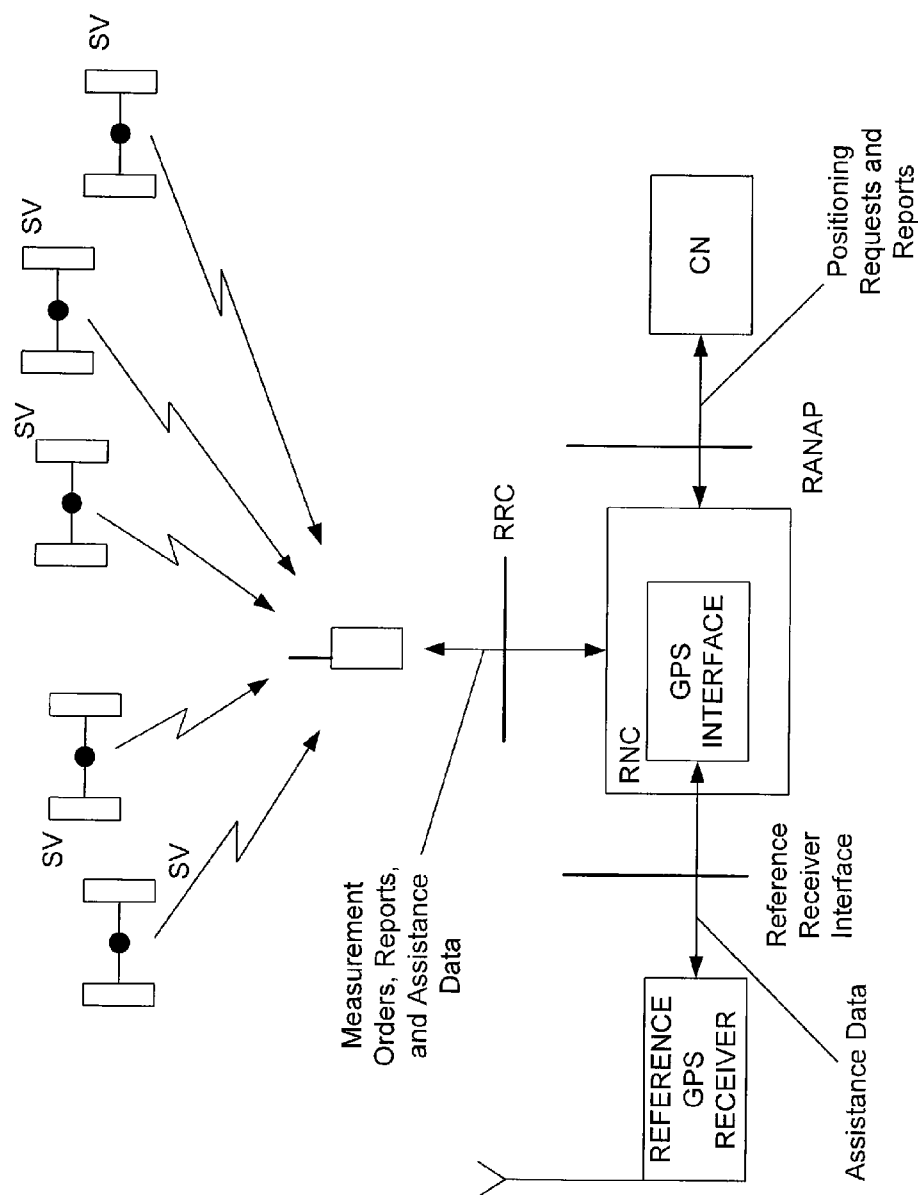 SV
SV
SV
SV
SV
Measurement
Orders, Reports,
and Assistance
Data
RRC
REFERENCE
GPS
RECEIVER
Reference
Receiver
Interface
Assistance Data
RNC
GPS
INTERFACE
RANAP
CN
Positioning
Requests and
Reports